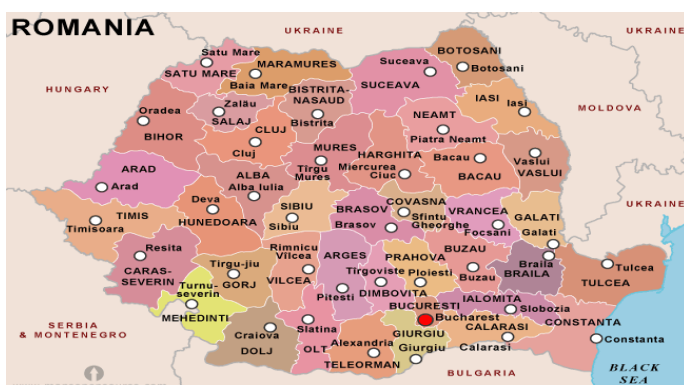 ROMANIA
UKRAINE
UKRAINE
BOTOSANI
Satu Mare
SATU MARE
MARAMURES
Baia Mare
Suceava
SUCEAVA
Botosani
HUNGARY
BISTRITA-
NASAUD
Bistrita
IASI
Iasi
MOLDOVA
Oradea
BIHOR
Zalău
SALAJ
CLUJ
Cluj
NEAMT
Piatra Neamt
MURES
Tîrgu
Mures
HARGHITA
Miercurea
Ciuc
Bacau
BACAU
Vaslui
VASLUI
ARAD
Arad
ALBA
Alba Iulia
UKRAINE
TIMIS
Timisoara
Deva
HUNEDOARA
SIBIU
Sibiu
BRASOV
Brasov
COVASNA
Sfintu
Gheorghe
VRANCEA
Focsani
GALATI
Galati
Resita
CARAS-
SEVERIN
Tirgu-jiu
GORJ
Rimnicu
Vîlcea
VILCEA
ARGES
Pitesti
Tîrgoviste
DIMBOVITA
PRAHOVA
Ploiesti
BUZAU
Buzau
Braila
BRAILA
Tulcea
TULCEA
Turnu-
severin
MEHEDINTI
BUCURESTI
Bucharest
IALOMITA
Slobozia
SERBIA
& MONTENEGRO
Craiova
DOLJ
Slatina
OLT
Alexandria
TELEORMAN
GIURGIU
Giurgiu
CALARASI
Calarasi
CONSTANTA
Constanta
BULGARIA
BLACK
SEA